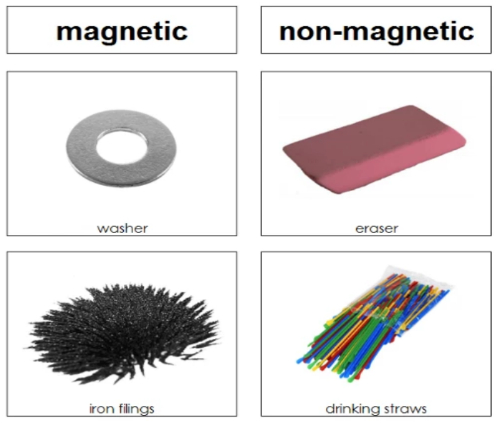 magnetic
non-magnetic
washer
eraser
iron filings
drinking straws